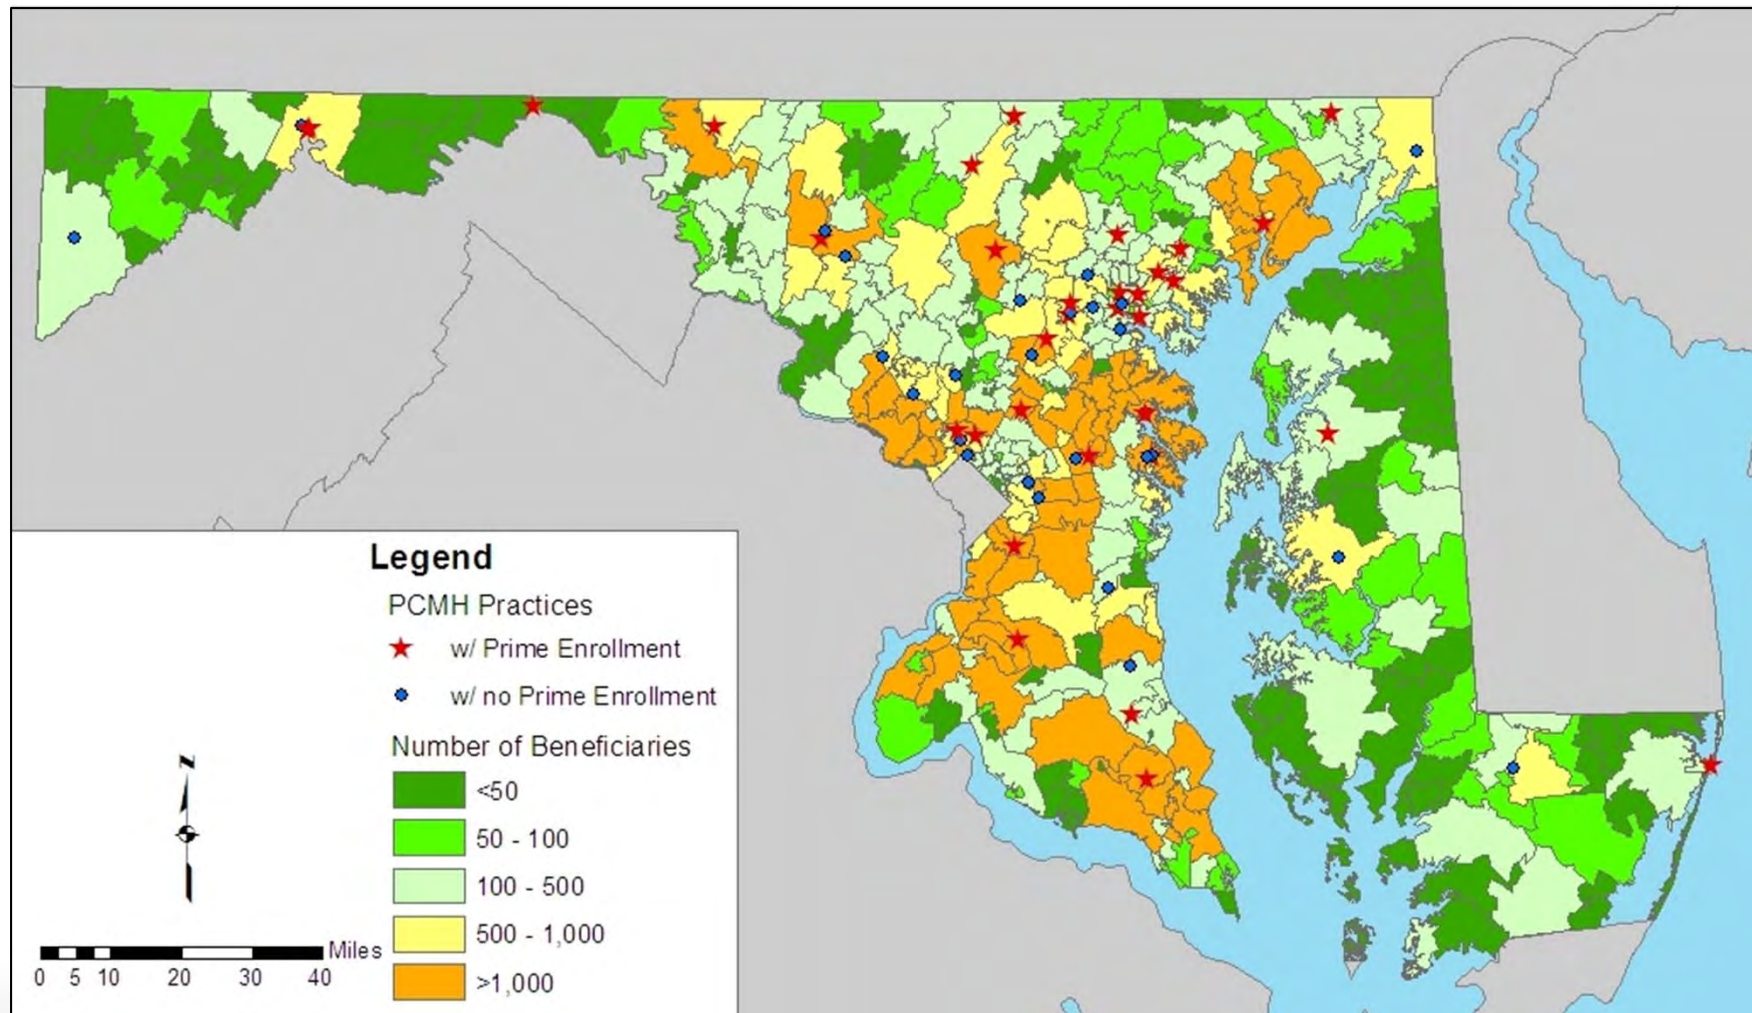 Legend
PCMH Practices
w/ Prime Enrollment
w/ no Prime Enrollment
Number of Beneficiaries
<50
50 - 100
100 - 500
500 - 1,000
>1,000
N
Miles
0 5 10 20 30 40